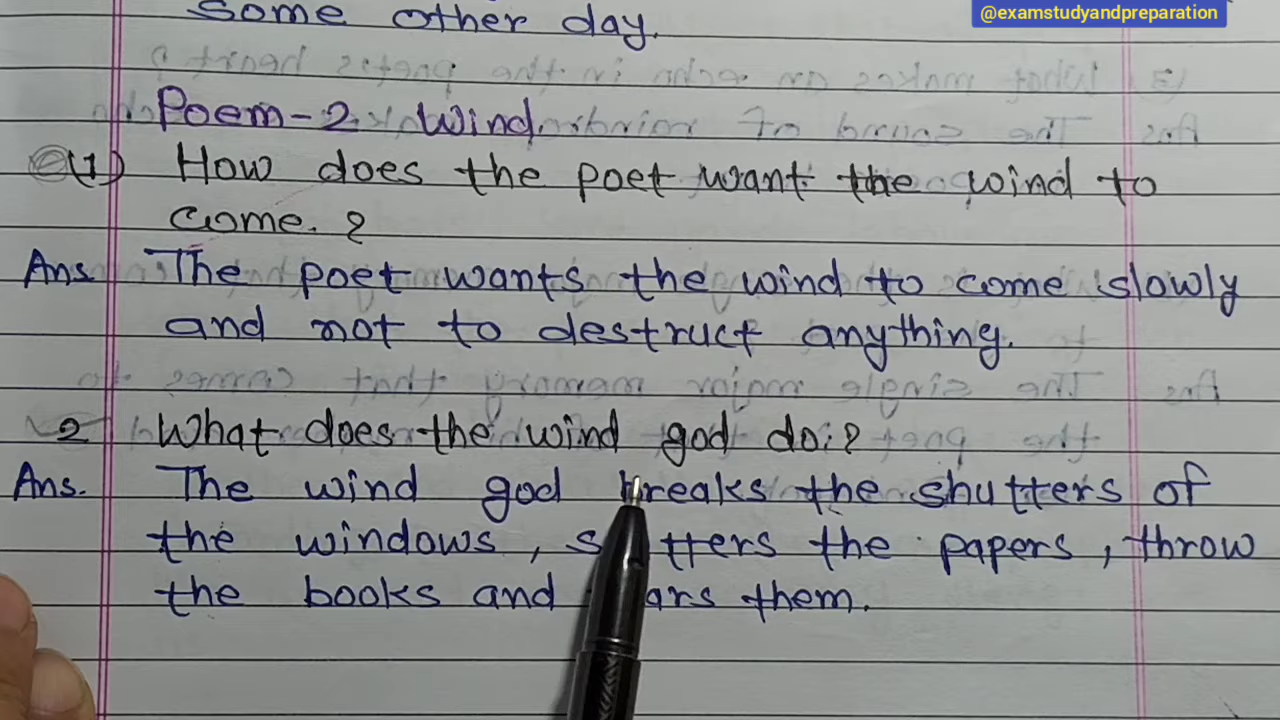 @examstudyandpreparation
some other day.
Poem-2 Wind.
(1) How does the poet want the wind to
come. ?
Ans The poet wants the wind to come slowly
and not to destruct anything.
2 What does the wind god do:?
Ans. The wind god breaks the shutters of
the windows, the papers, throw
the books and them.